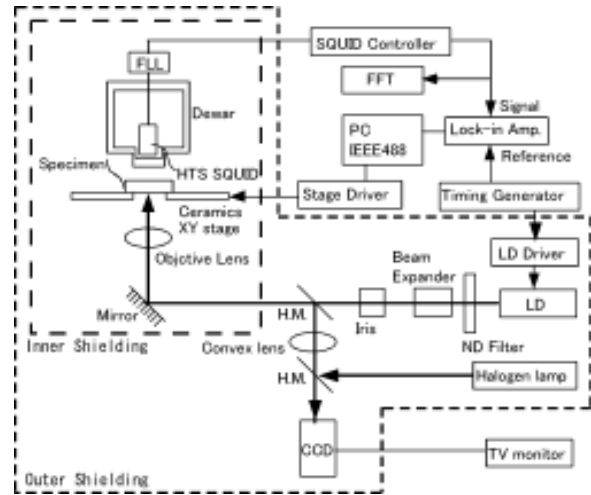 SQUID Controller
FLL
FFT
Dewar
Signal
PC
IEEE488
Lock-in Amp.
Specimen
HTS SQUID
Reference
Stage Driver
Timing Generator
Ceramics
XY stage
Objctive Lens
LD Driver
Beam
Expander
LD
Mirror
H.M.
Iris
Inner Shielding
Convex lens
ND Filter
H.M.
Halogen lamp
CCD
TV monitor
Outer Shielding